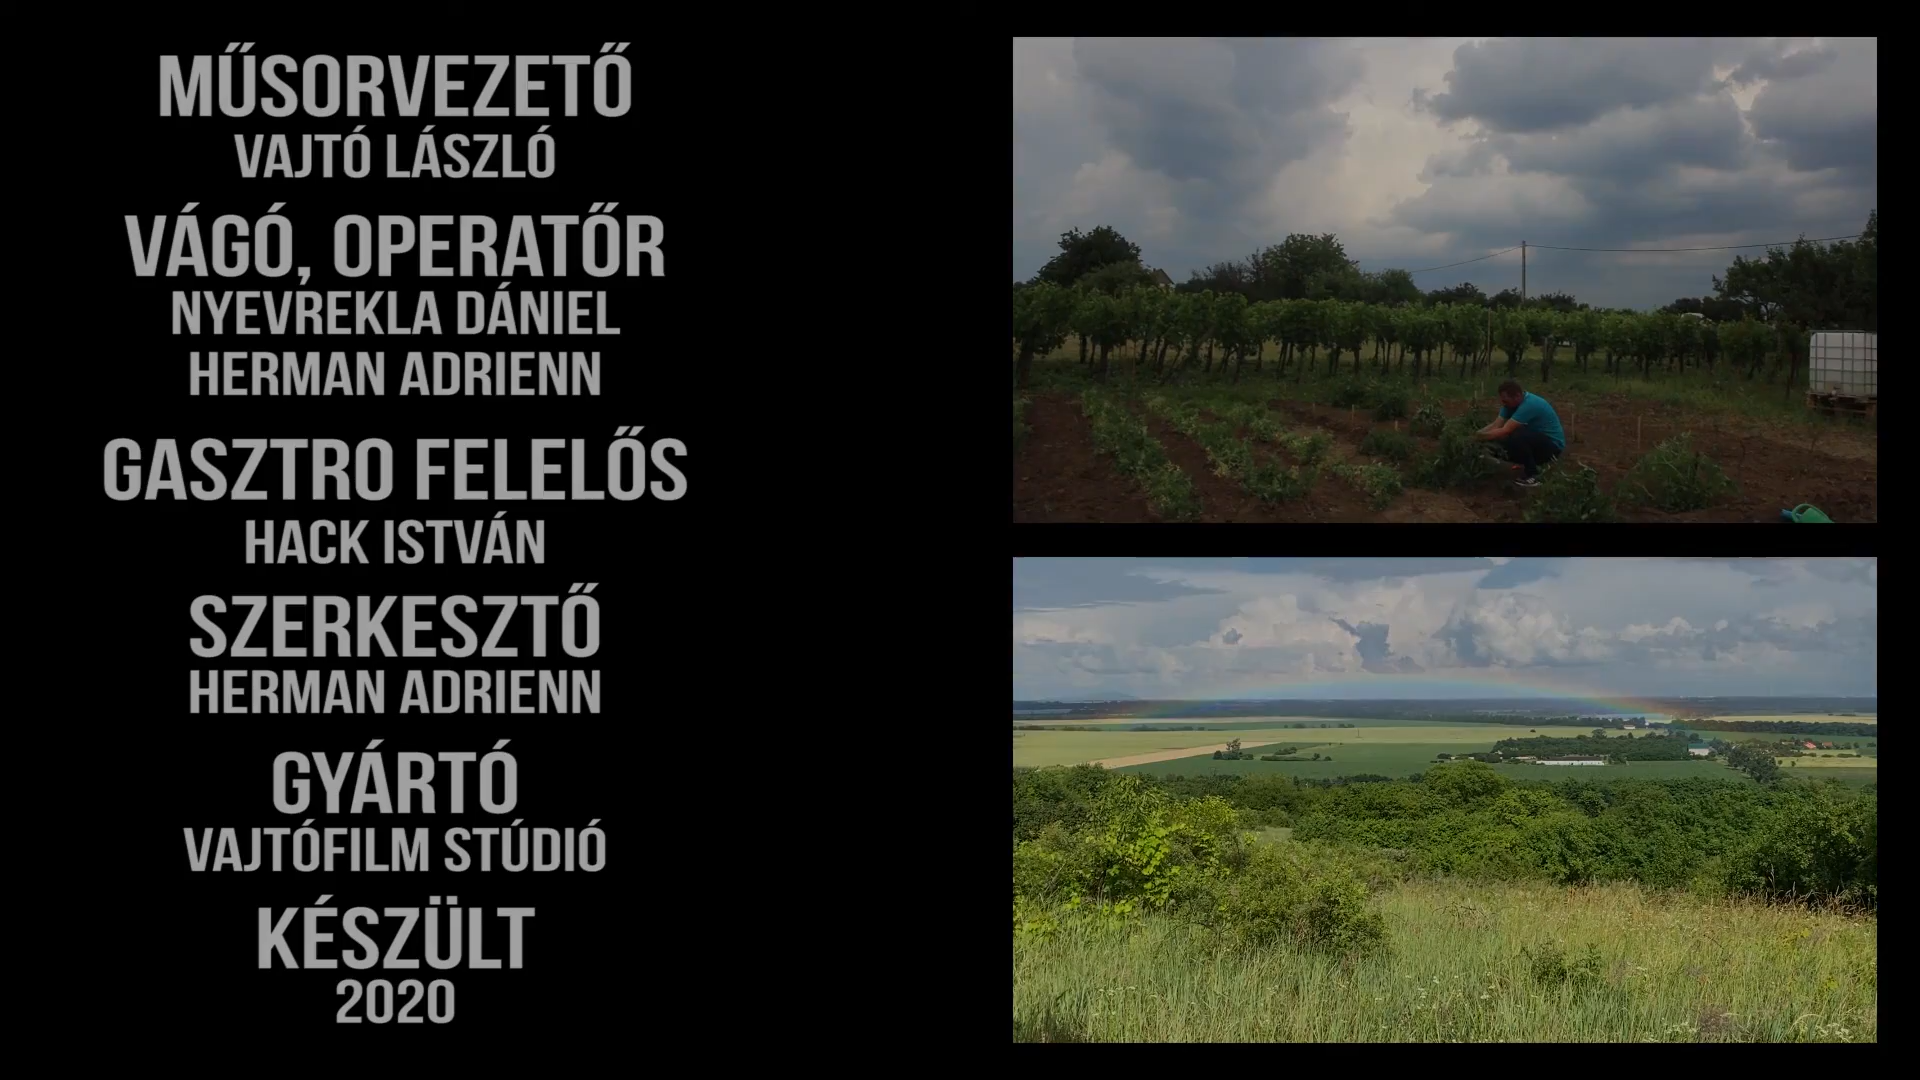 MŰSORVEZETŐ
VAJTÓ LÁSZLÓ
VÁGÓ, OPERATŐR
NYEVREKLA DÁNIEL
HERMAN ADRIENN
GASZTRO FELELŐS
HACK ISTVÁN
SZERKESZTŐ
HERMAN ADRIENN
GYÁRTÓ
VAJTÓFILM STÚDIÓ
KÉSZÜLT
2020